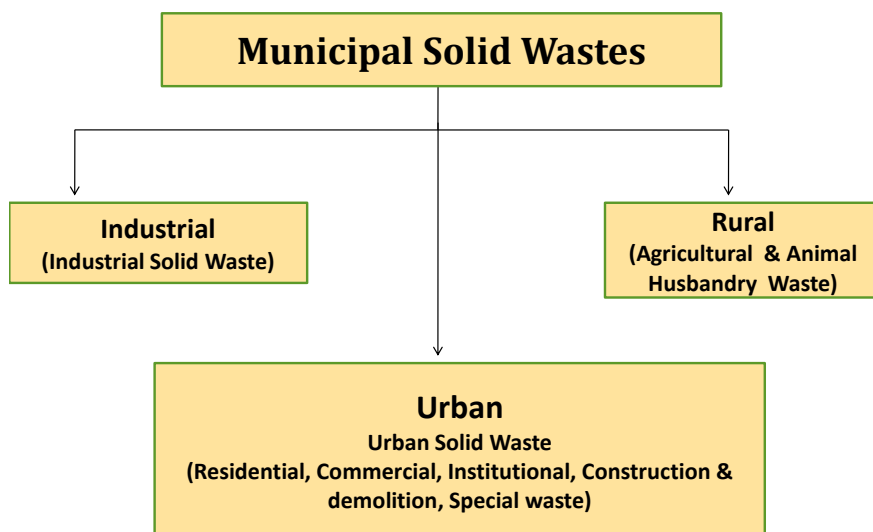 Municipal Solid Wastes
Industrial
(Industrial Solid Waste)
Rural
(Agricultural & Animal
Husbandry Waste)
Urban
Urban Solid Waste
(Residential, Commercial, Institutional, Construction &
demolition, Special waste)